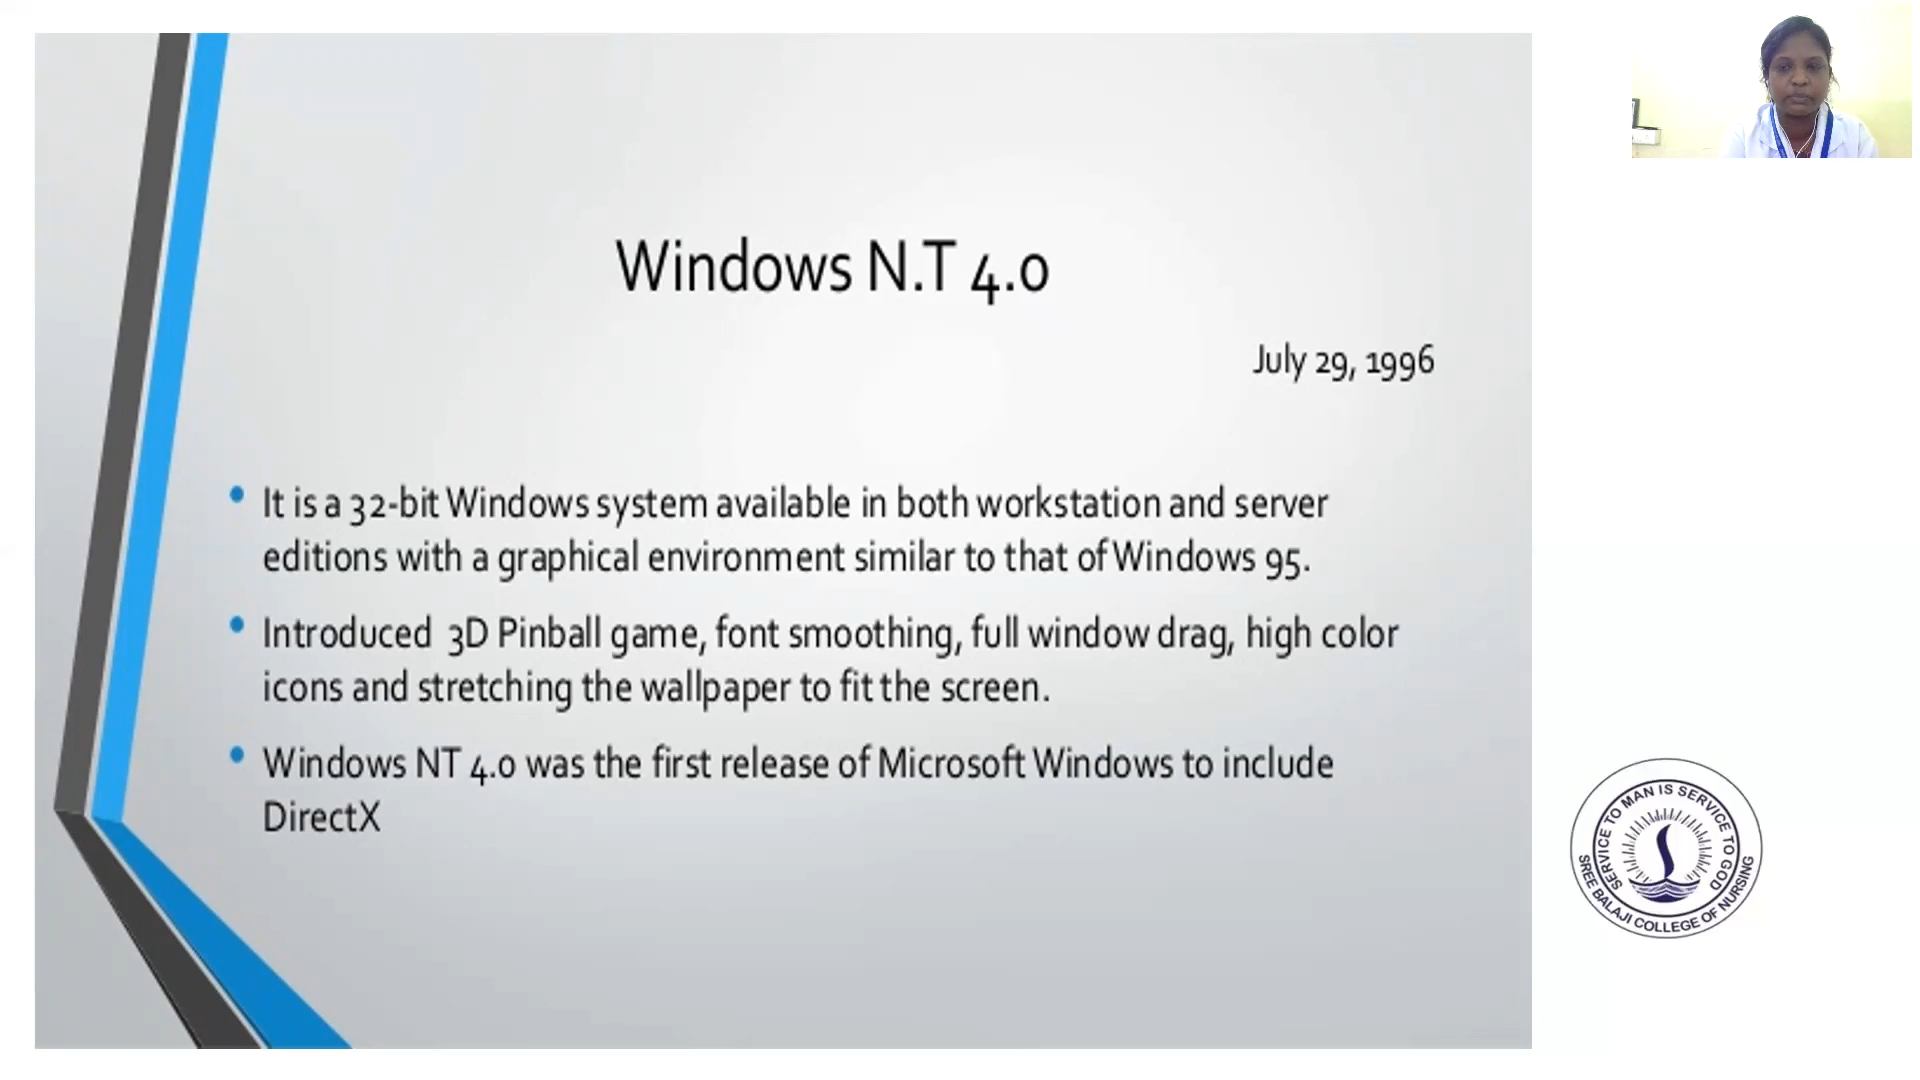 Windows N.T 4.0
July 29, 1996
• It is a 32-bit Windows system available in both workstation and server
editions with a graphical environment similar to that of Windows 95.
• Introduced 3D Pinball game, font smoothing, full window drag, high color
icons and stretching the wallpaper to fit the screen.
• Windows NT 4.0 was the first release of Microsoft Windows to include
DirectX
SERVICE TO MAN IS SERVICE TO GOD
SREE BALAJI COLLEGE OF NURSING